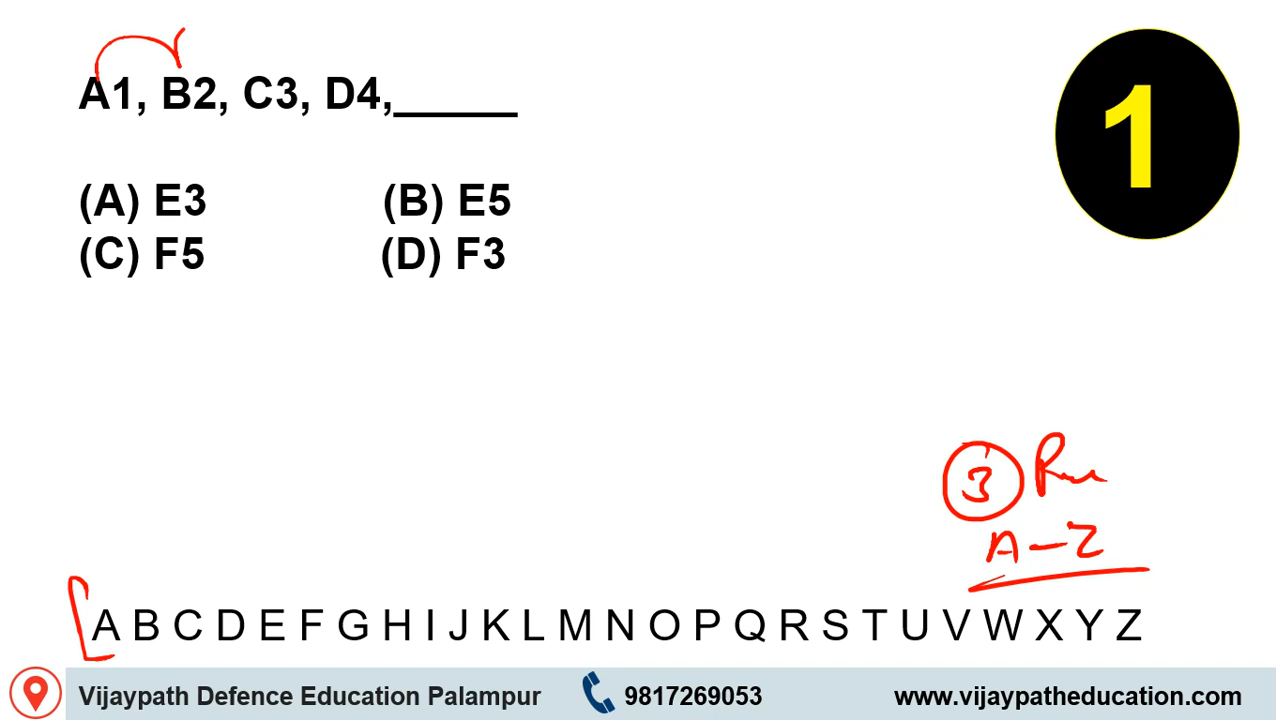 A1, B2, C3, D4,_____
1
(A) E3 (B) E5
(C) F5 (D) F3
3
A-Z
A B C D E F G H I J K L M N O P Q R S T U V W X Y Z
Vijaypath Defence Education Palampur 9817269053 www.vijaypatheducation.com